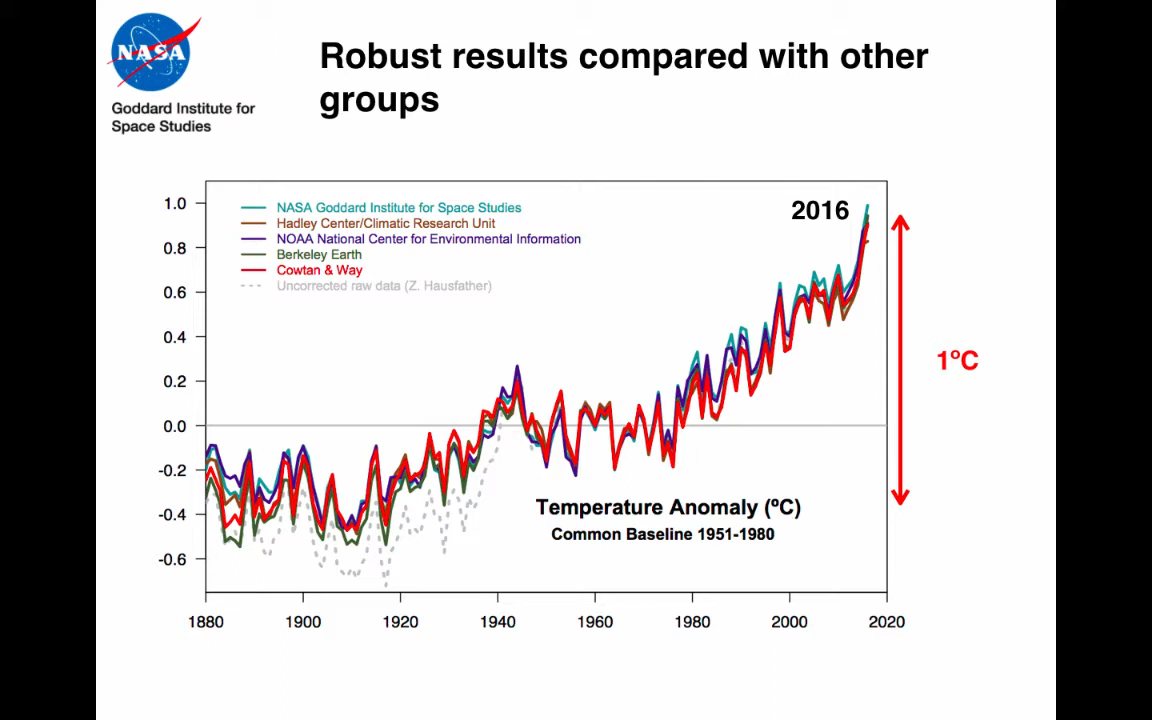 NASA
Goddard Institute for
Space Studies
Robust results compared with other
groups
1.0
0.8
0.6
0.4
0.2
0.0
-0.2
-0.4
-0.6
NASA Goddard Institute for Space Studies
Hadley Center/Climatic Research Unit
NOAA National Center for Environmental Information
Berkeley Earth
Cowtan & Way
Uncorrected raw data (Z. Hausfather)
2016
1ºC
Temperature Anomaly (ºC)
Common Baseline 1951-1980
1880
1900
1920
1940
1960
1980
2000
2020